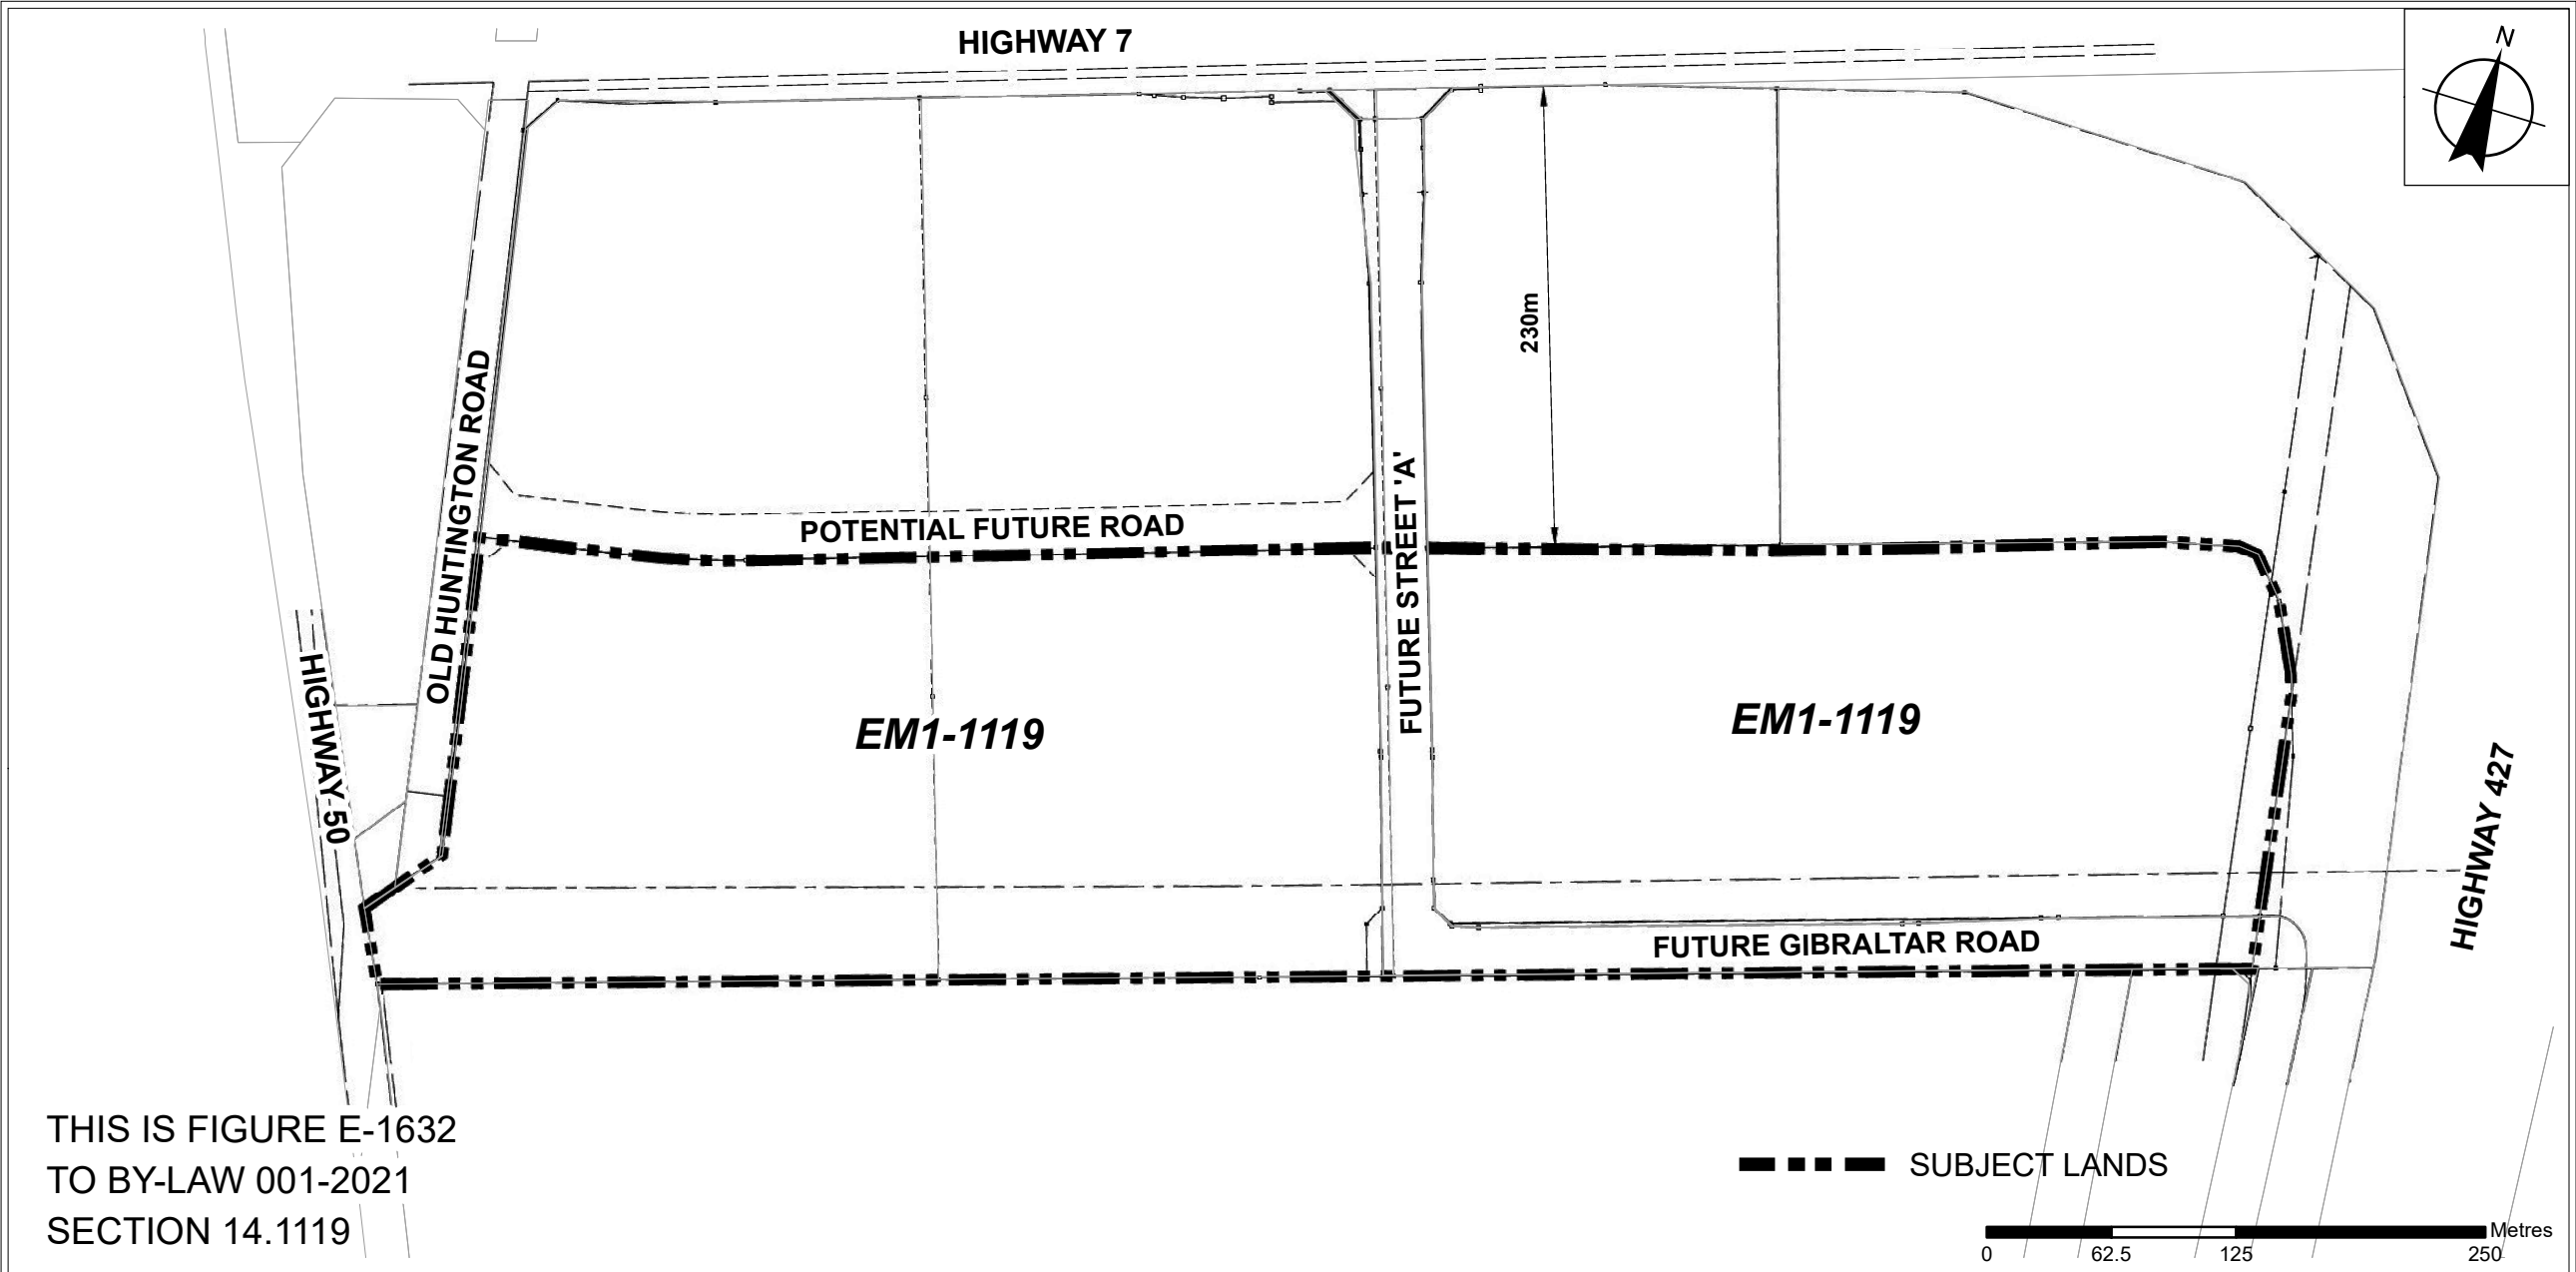 HIGHWAY 7
N
230m
OLD HUNTINGTON ROAD
POTENTIAL FUTURE ROAD
FUTURE STREET 'A'
HIGHWAY 50
EM1-1119
EM1-1119
HIGHWAY 427
FUTURE GIBRALTAR ROAD
THIS IS FIGURE E-1632
TO BY-LAW 001-2021
SECTION 14.1119
SUBJECT LANDS
Metres
0 62.5 125 250